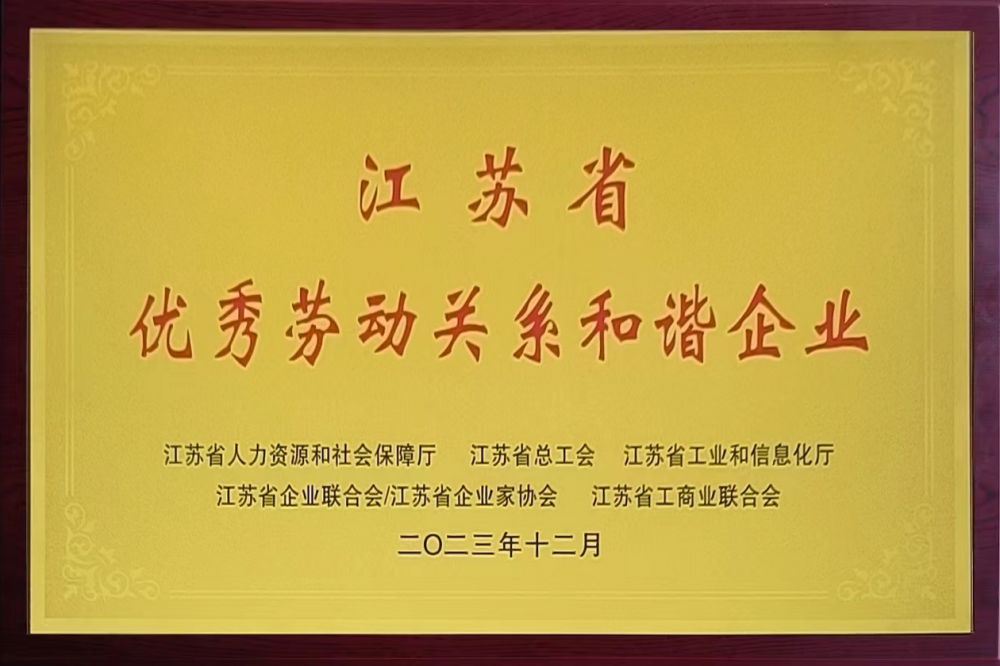 江苏省
优秀劳动关系和谐企业
江苏省人力资源和社会保障厅 江苏省总工会 江苏省工业和信息化厅
江苏省企业联合会/江苏省企业家协会 江苏省工商业联合会
二〇二三年十二月